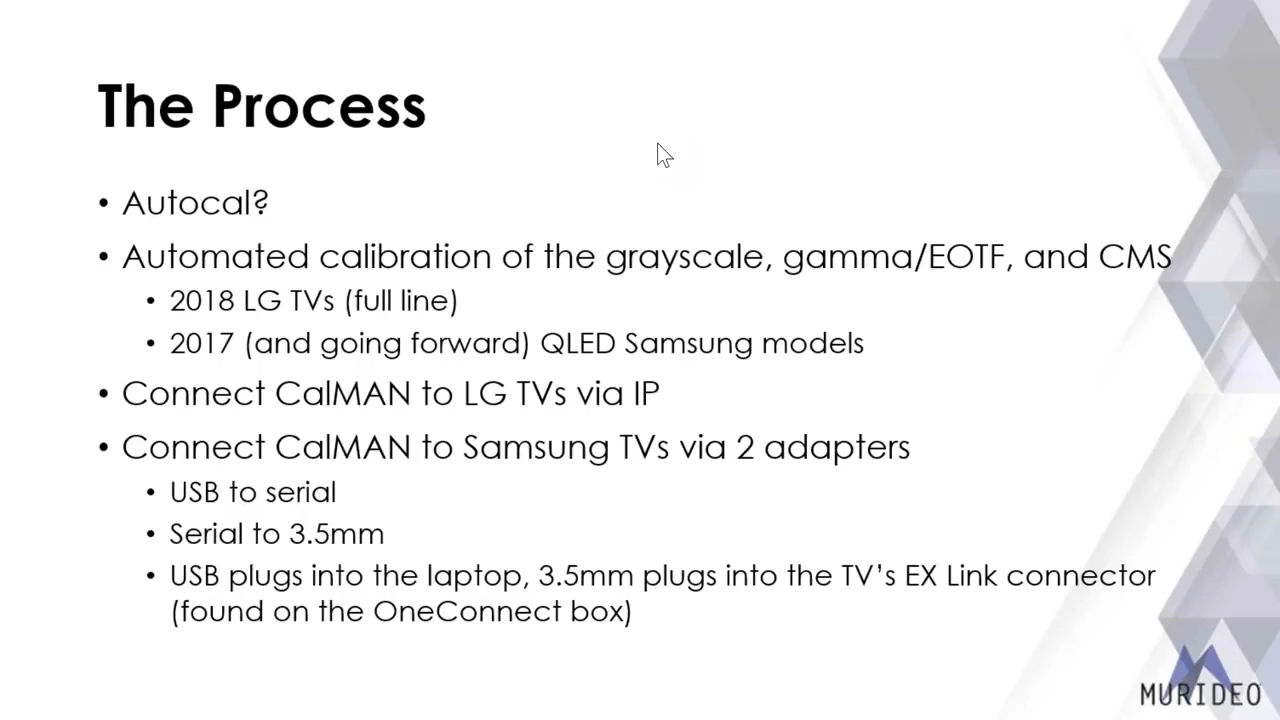 The Process
• Autocal?
• Automated calibration of the grayscale, gamma/EOTF, and CMS
• 2018 LG TVs (full line)
• 2017 (and going forward) QLED Samsung models
• Connect CalMAN to LG TVs via IP
• Connect CalMAN to Samsung TVs via 2 adapters
• USB to serial
• Serial to 3.5mm
• USB plugs into the laptop, 3.5mm plugs into the TV’s EX Link connector
(found on the OneConnect box)
MURIDEO